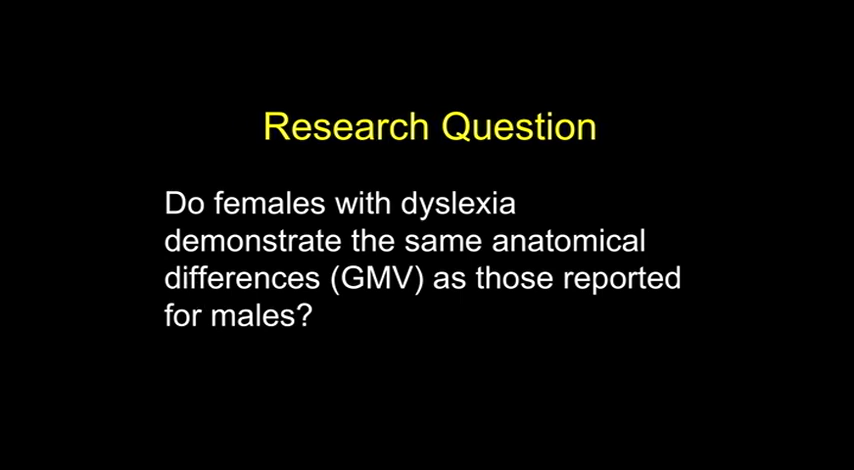 Research Question
Do females with dyslexia
demonstrate the same anatomical
differences (GMV) as those reported
for males?